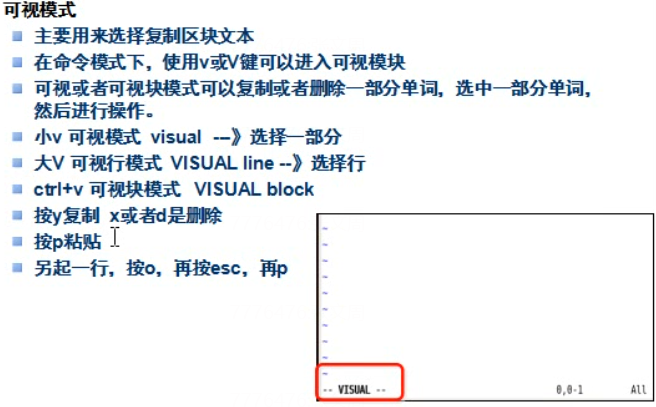 可视模式
主要用来选择复制区块文本
在命令模式下，使用v或V键可以进入可视模块
可视或者可视块模式可以复制或者删除一部分单词，选中一部分单词，
然后进行操作。
小v 可视模式 visual ---》选择一部分
大V 可视行模式 VISUAL line --》选择行
ctrl+v 可视块模式 VISUAL block
按y复制 x或者d是删除
按p粘贴
另起一行，按o，再按esc，再p
~
~
~
~
~
~
~
~
~
~
-- VISUAL -- 0,0-1 All